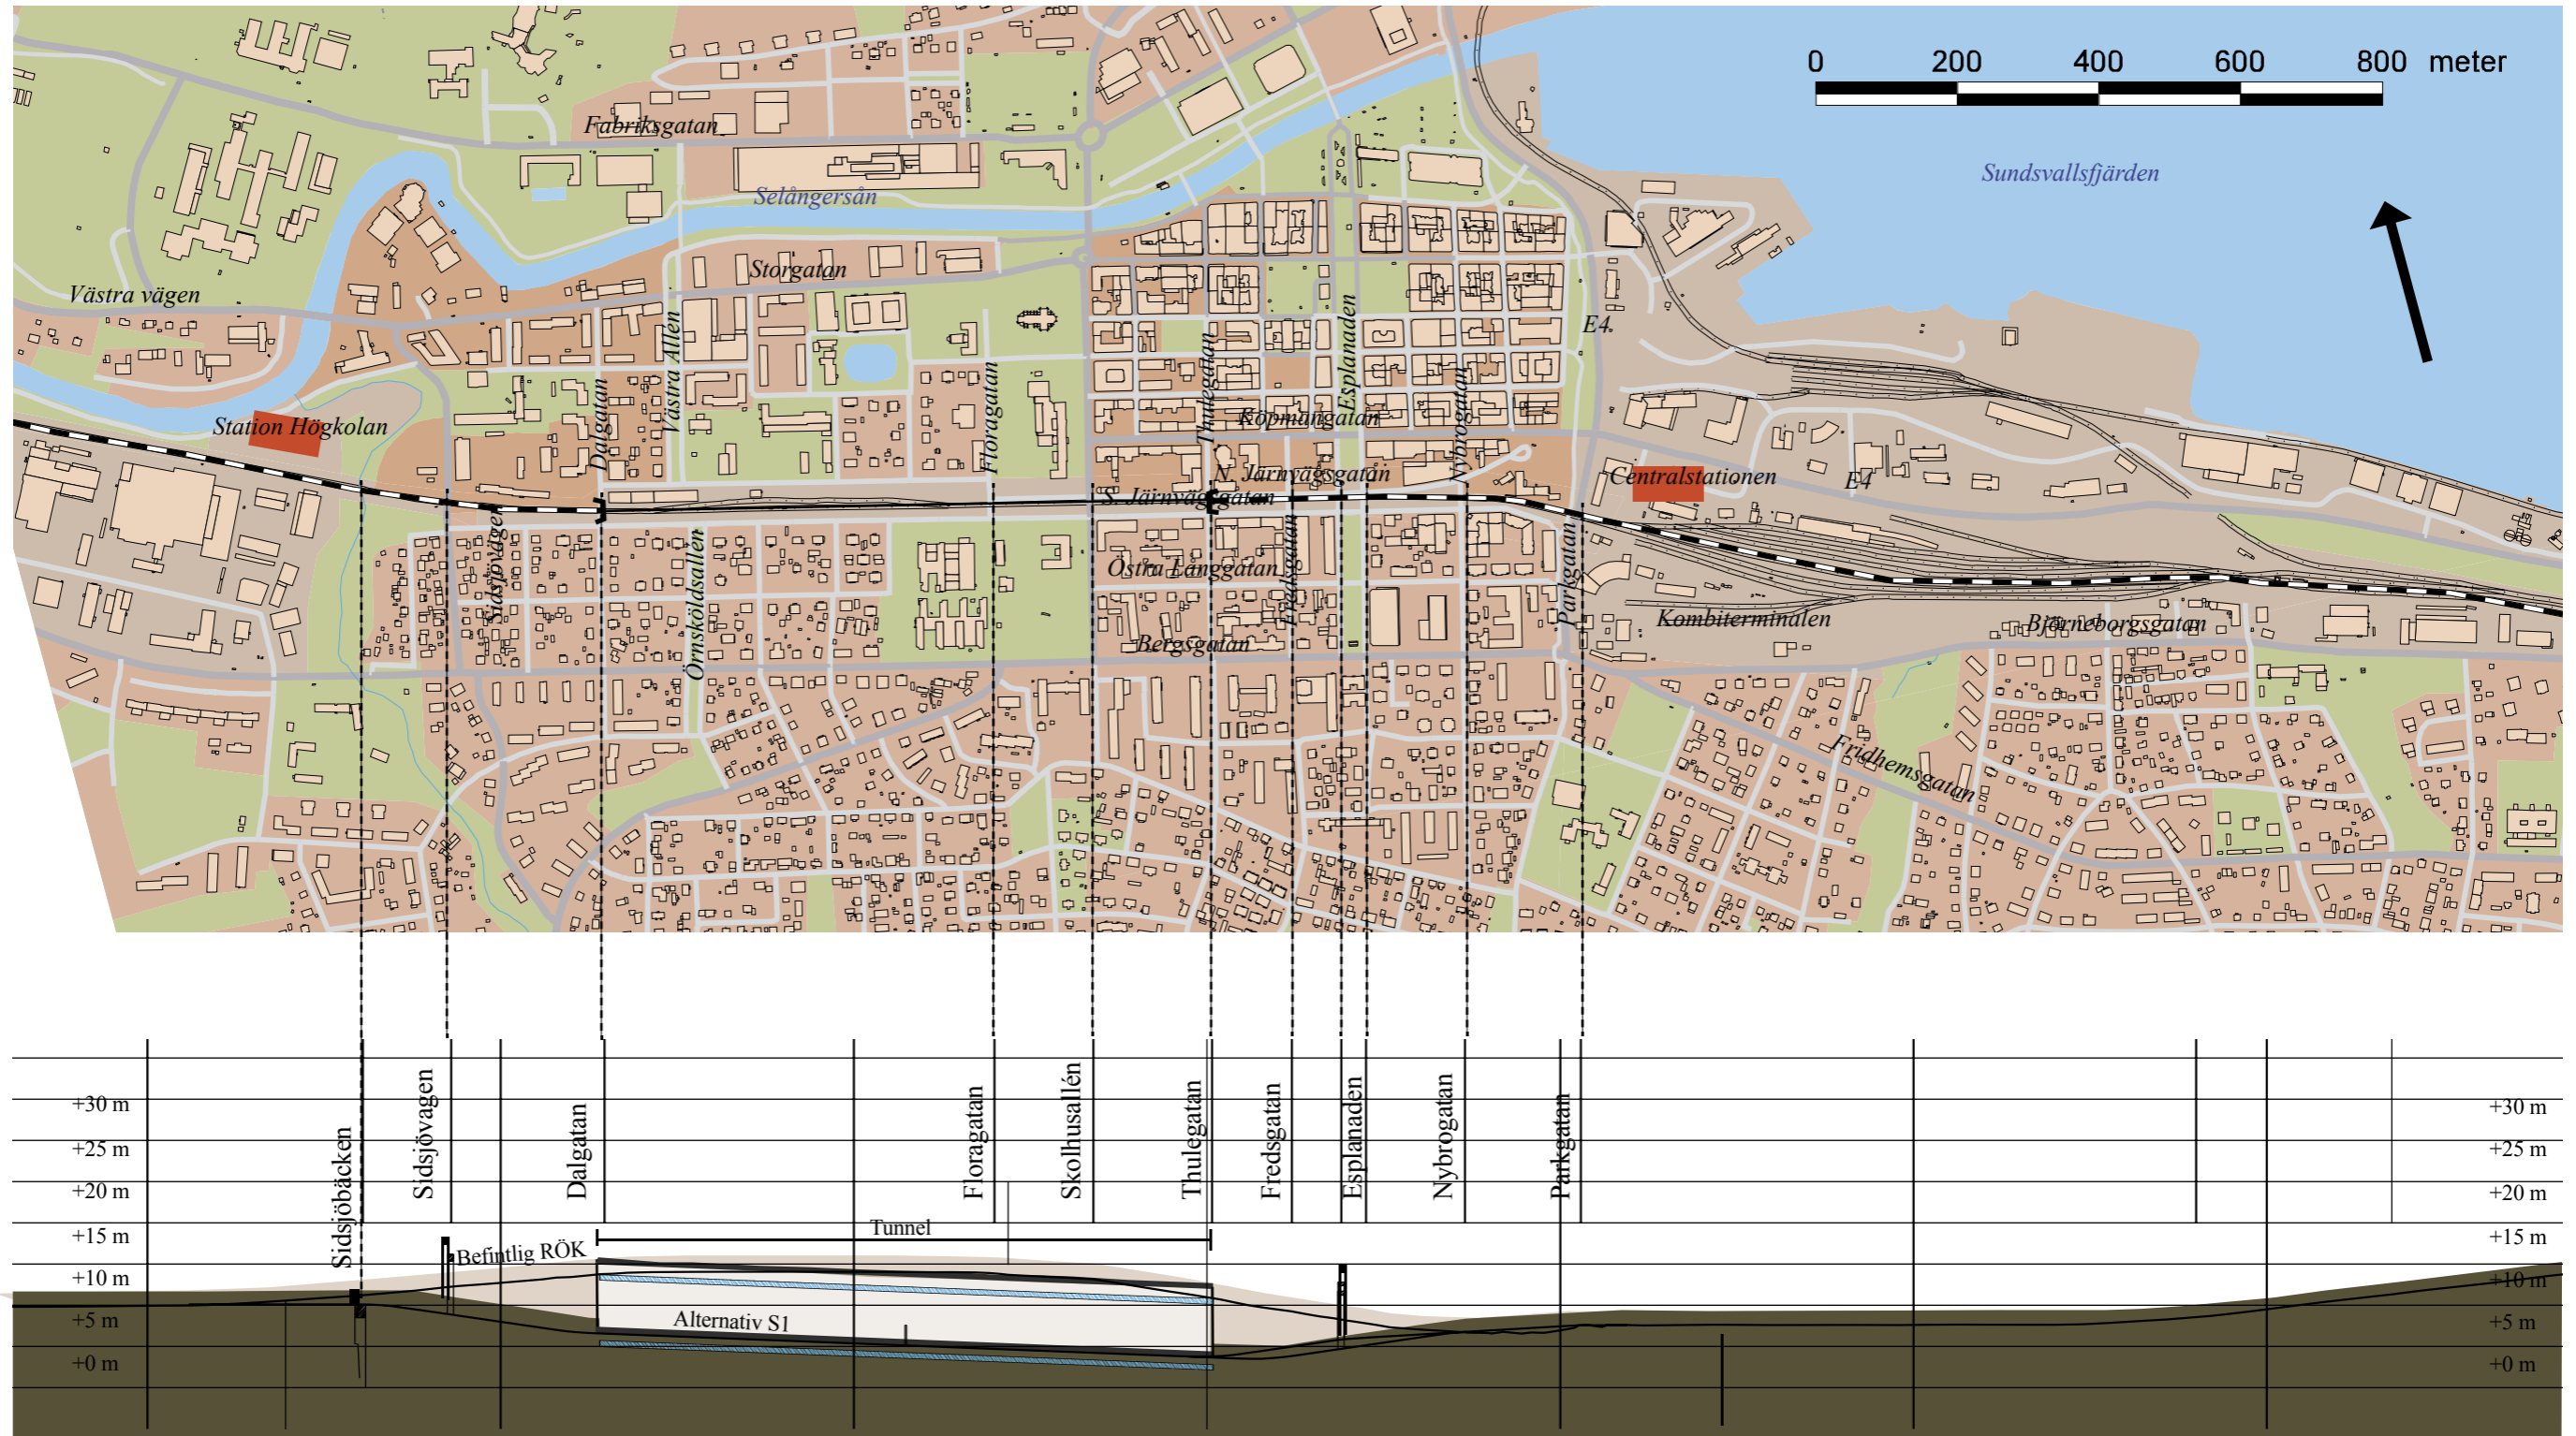 0 200 400 600 800 meter
Fabriksgatan
Sundsvallsfjärden
Selångersån
Storgatan
Västra vägen
E4
Västra Allén
Esplanaden
Thulegatan
Dalgatan
Floragatan
Nybrogatan
Köpmangatan
Station Högkolan
N. Järnvägsgatan
Centralstationen
E4
S. Järnvägsgatan
Sidsjövägen
Örnsköldsallén
Fredsgatan
Parkgatan
Östra Långgatan
Kombiterminalen
Björneborgsgatan
Bergsgatan
Fridhemsgatan
Sidsjöbäcken
Sidsjövagen
Dalgatan
Floragatan
Skolhusallén
Thulegatan
Fredsgatan
Esplanaden
Nybrogatan
Parkgatan
+30 m +30 m
+25 m +25 m
+20 m +20 m
+15 m Tunnel +15 m
Befintlig RÖK
+10 m +10 m
+5 m Alternativ S1 +5 m
+0 m +0 m